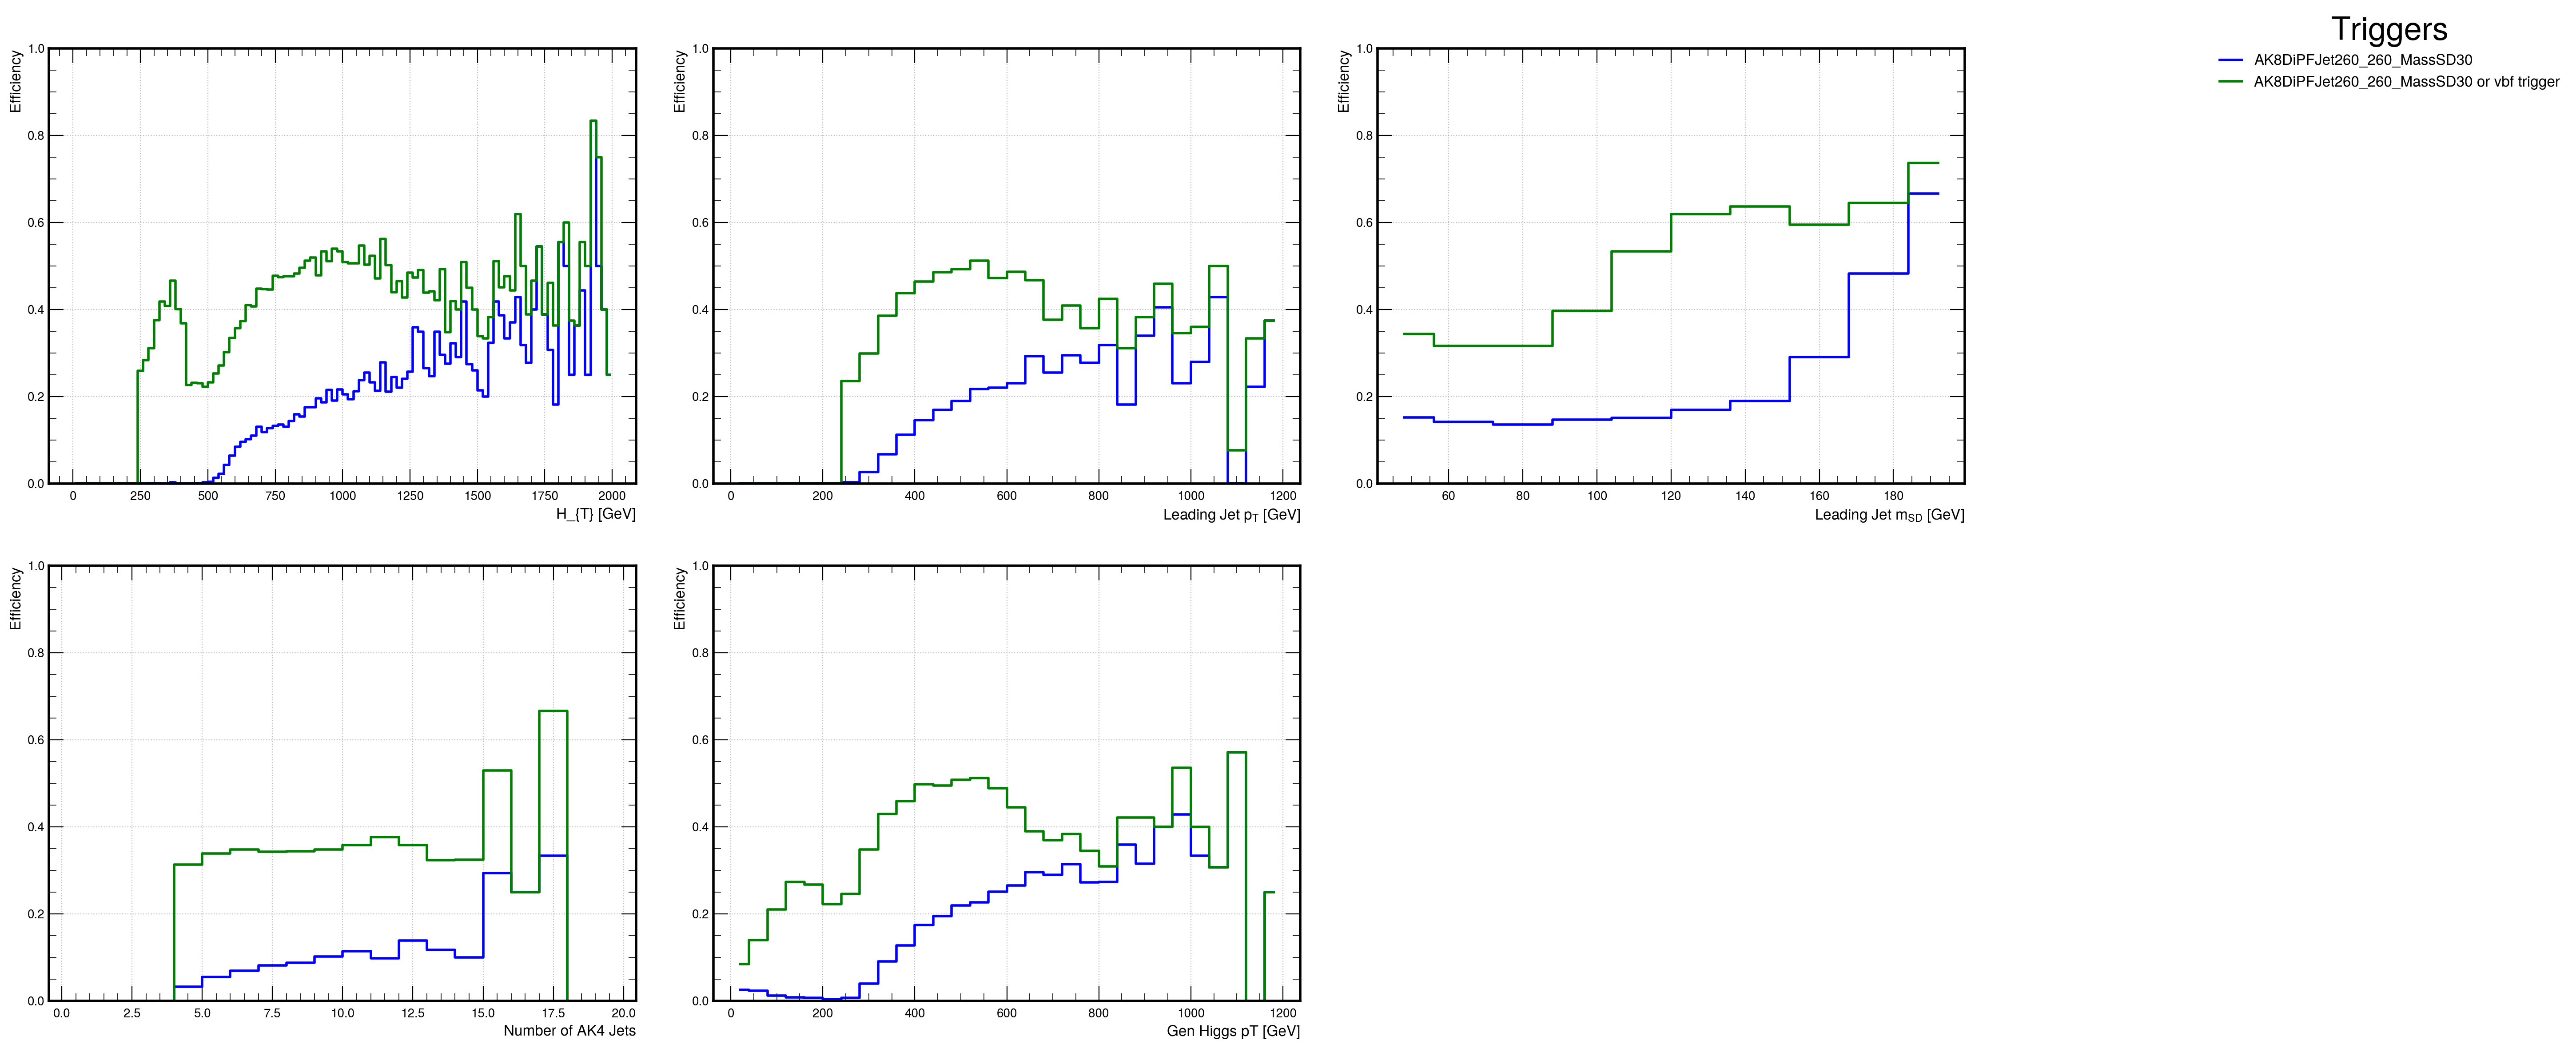 Triggers
AK8DiPFJet260_260_MassSD30
AK8DiPFJet260_260_MassSD30 or vbf trigger
Efficiency
1.0
0.8
0.6
0.4
0.2
0.0
0 250 500 750 1000 1250 1500 1750 2000
H_{T} [GeV]
Efficiency
1.0
0.8
0.6
0.4
0.2
0.0
0 200 400 600 800 1000 1200
Leading Jet pT [GeV]
Efficiency
1.0
0.8
0.6
0.4
0.2
0.0
60 80 100 120 140 160 180
Leading Jet mSD [GeV]
Efficiency
1.0
0.8
0.6
0.4
0.2
0.0
0.0 2.5 5.0 7.5 10.0 12.5 15.0 17.5 20.0
Number of AK4 Jets
Efficiency
1.0
0.8
0.6
0.4
0.2
0.0
0 200 400 600 800 1000 1200
Gen Higgs pT [GeV]